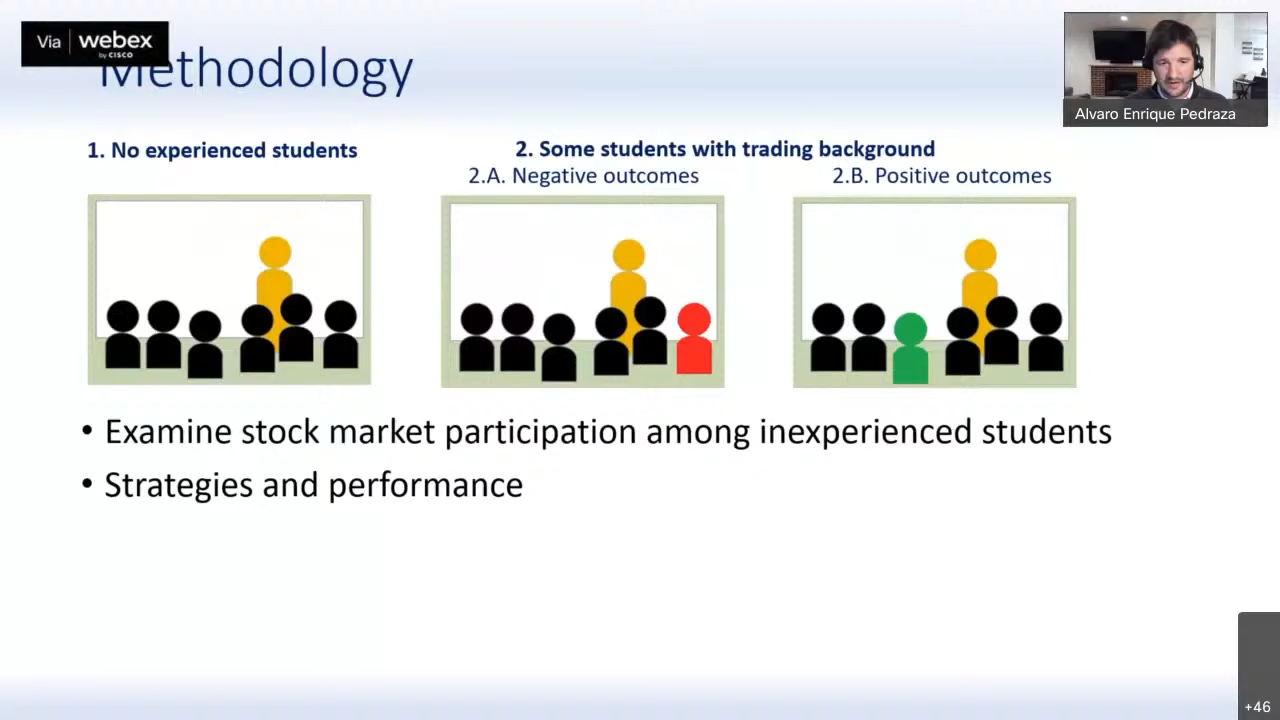 Via webex
by CISCO
Methodology
Alvaro Enrique Pedraza
1. No experienced students
2. Some students with trading background
2.A. Negative outcomes
2.B. Positive outcomes
• Examine stock market participation among inexperienced students
• Strategies and performance
+46